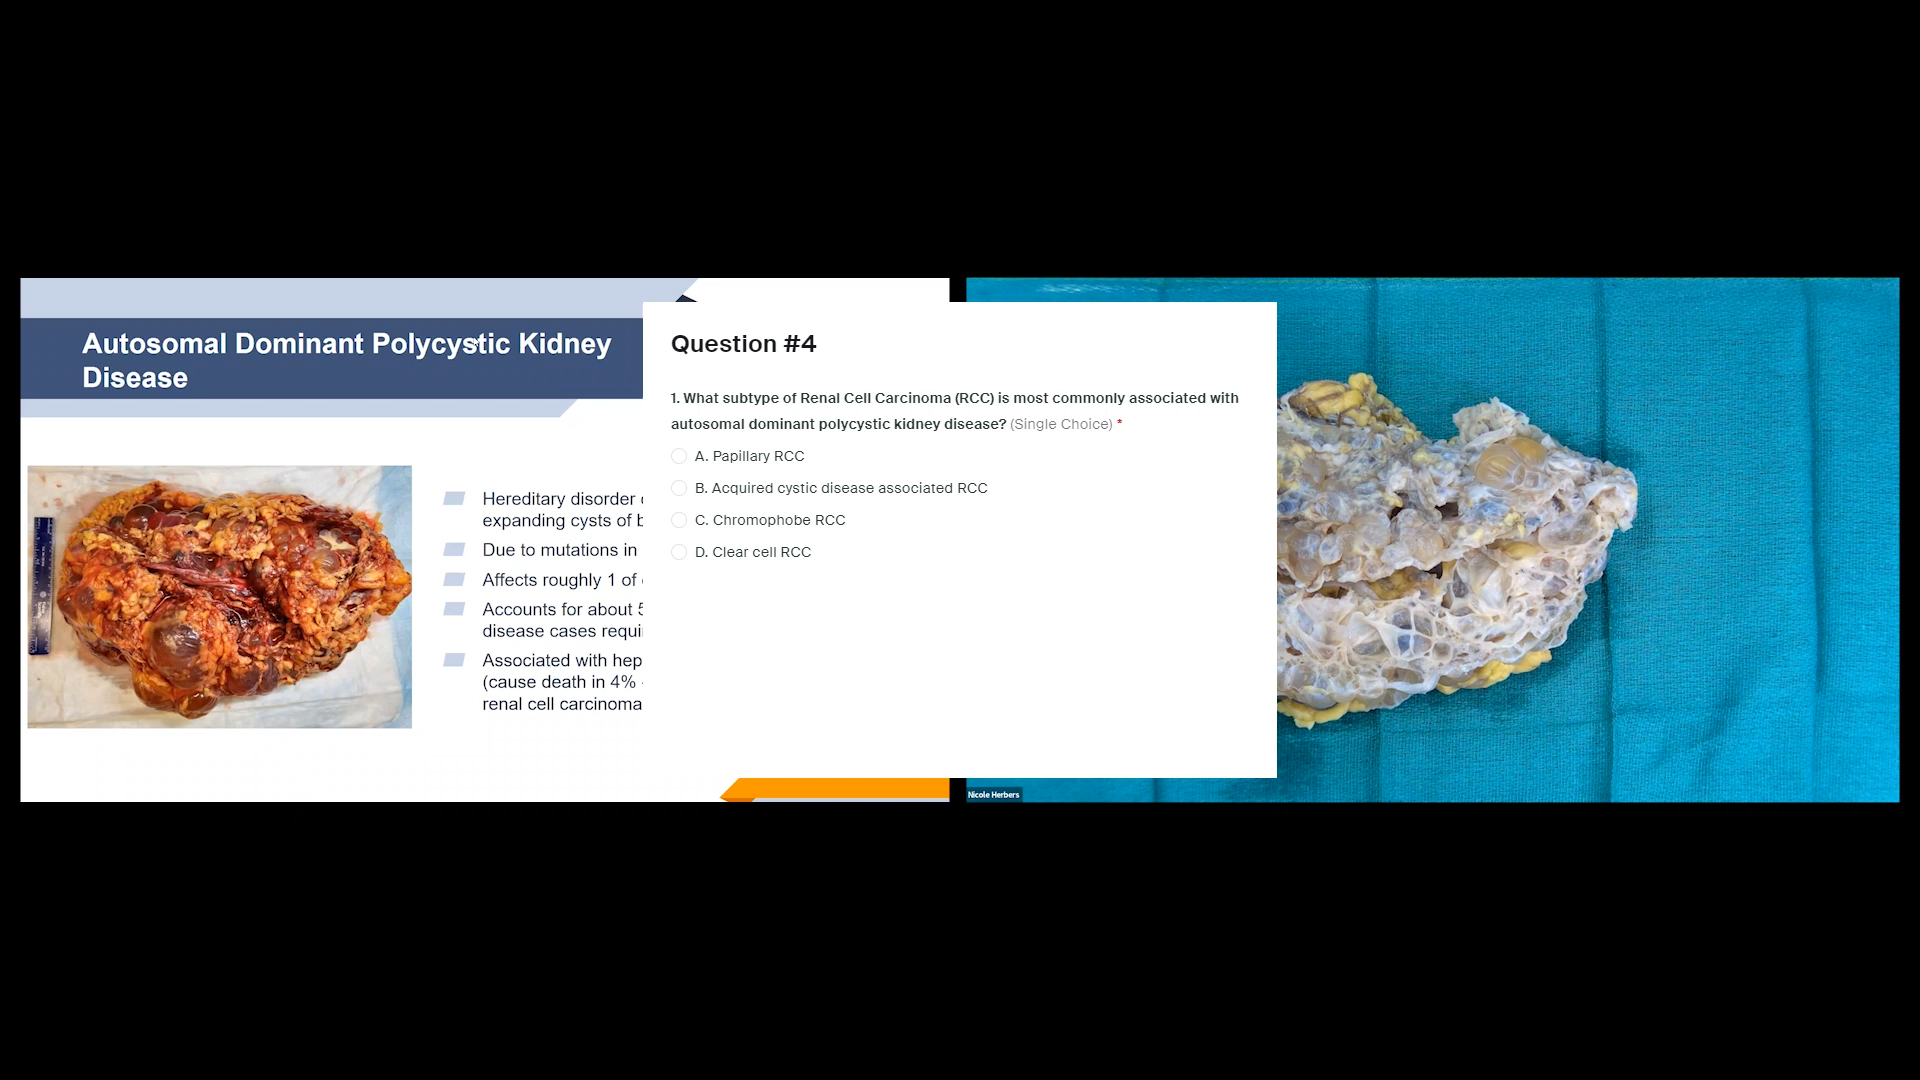 Autosomal Dominant Polycystic Kidney
Disease
Hereditary disorder
expanding cysts of
Due to mutations in
Affects roughly 1 of
Accounts for about
disease cases
Associated with
(cause death in 4%
renal cell carcinoma
Question #4
1. What subtype of Renal Cell Carcinoma (RCC) is most commonly associated with
autosomal dominant polycystic kidney disease? (Single Choice) *
A. Papillary RCC
B. Acquired cystic disease associated RCC
C. Chromophobe RCC
D. Clear cell RCC
Nicole Herbers